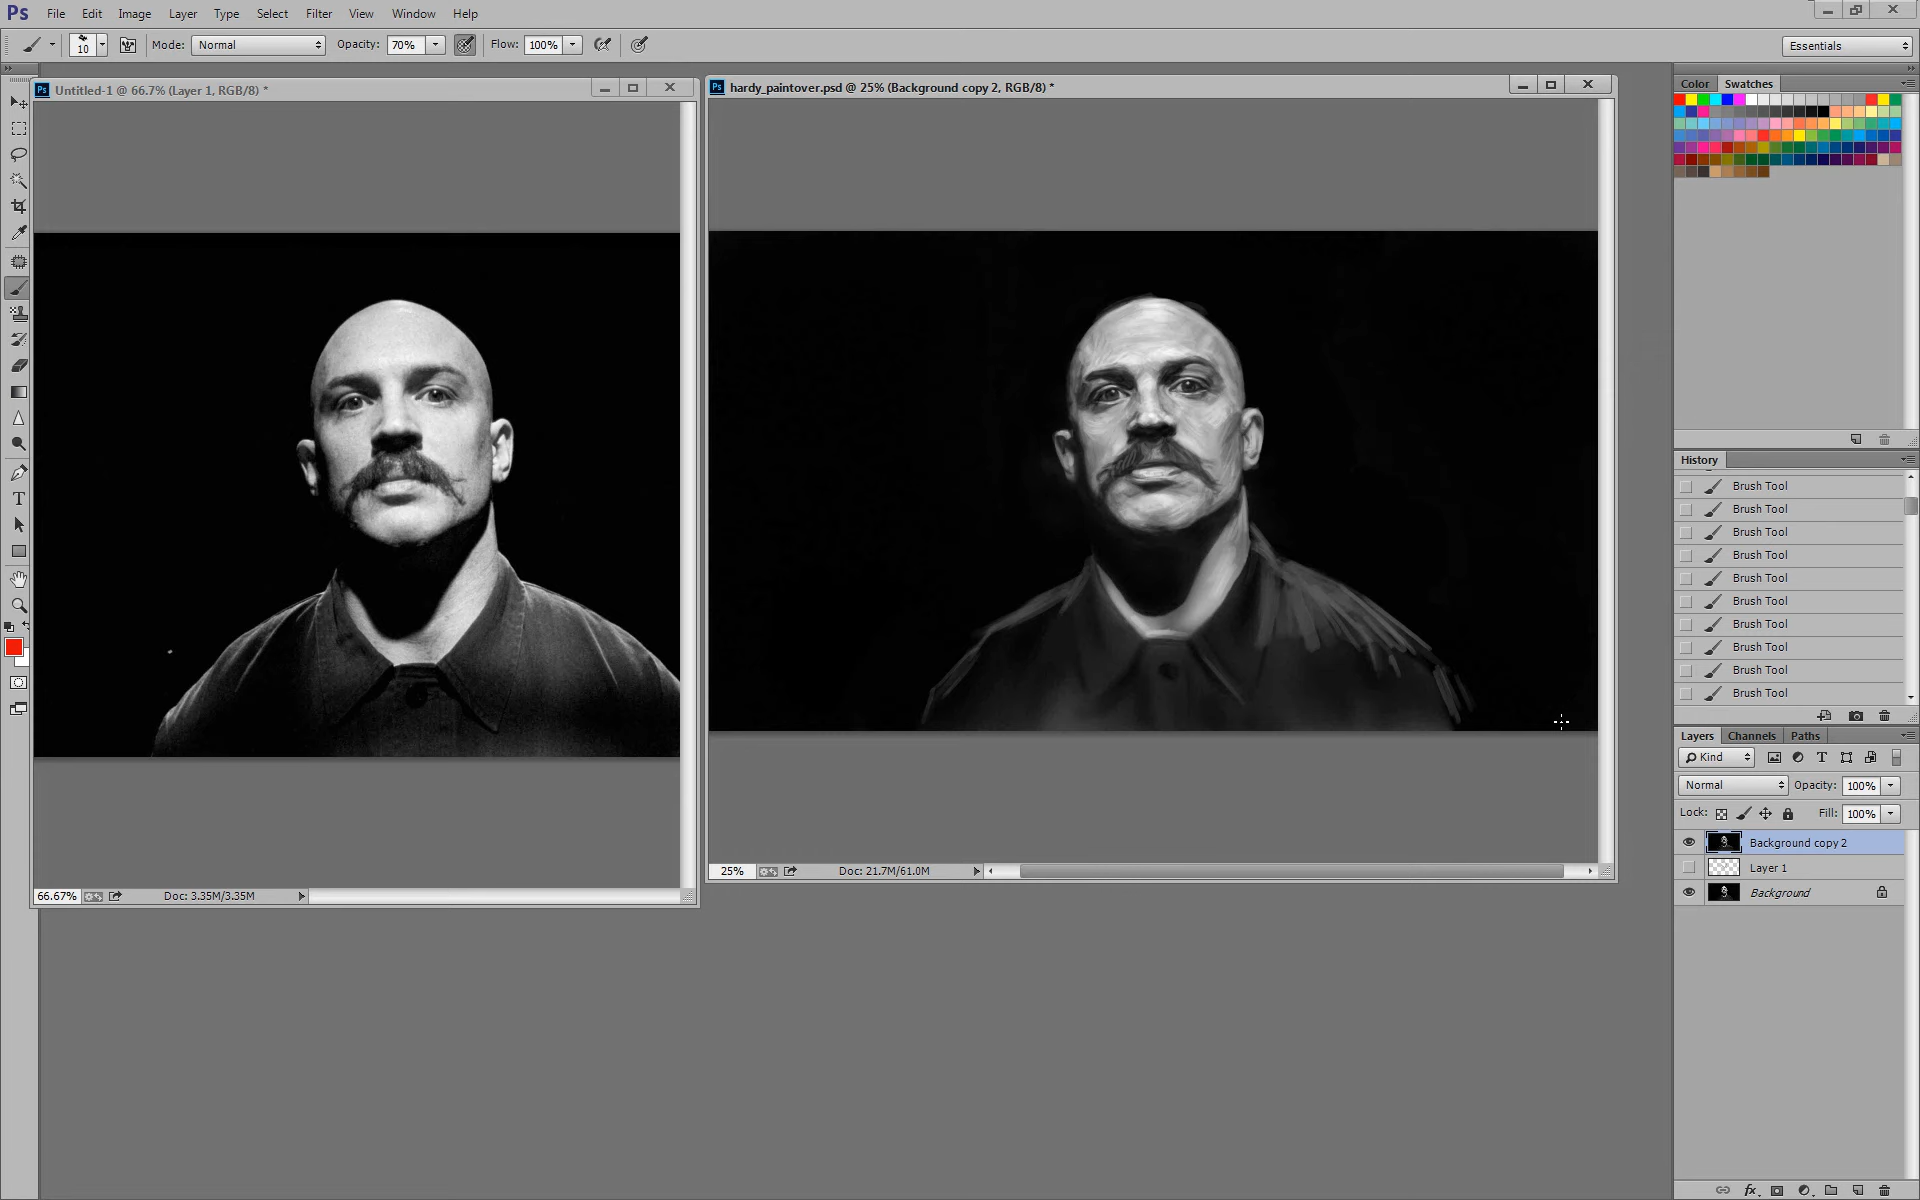 Ps File Edit Image Layer Type Select Filter View Window Help
10 Mode: Normal Opacity: 70% Flow: 100% Essentials
Untitled-1 @ 66.7% (Layer 1, RGB/8) *
hardy_paintover.psd @ 25% (Background copy 2, RGB/8) *
Color Swatches
History
Brush Tool
Brush Tool
Brush Tool
Brush Tool
Brush Tool
Brush Tool
Brush Tool
Brush Tool
Brush Tool
Brush Tool
Layers Channels Paths
Kind
Normal Opacity: 100%
Lock: Fill: 100%
Background copy 2
Layer 1
Background
25% Doc: 21.7M/61.0M
66.67% Doc: 3.35M/3.35M